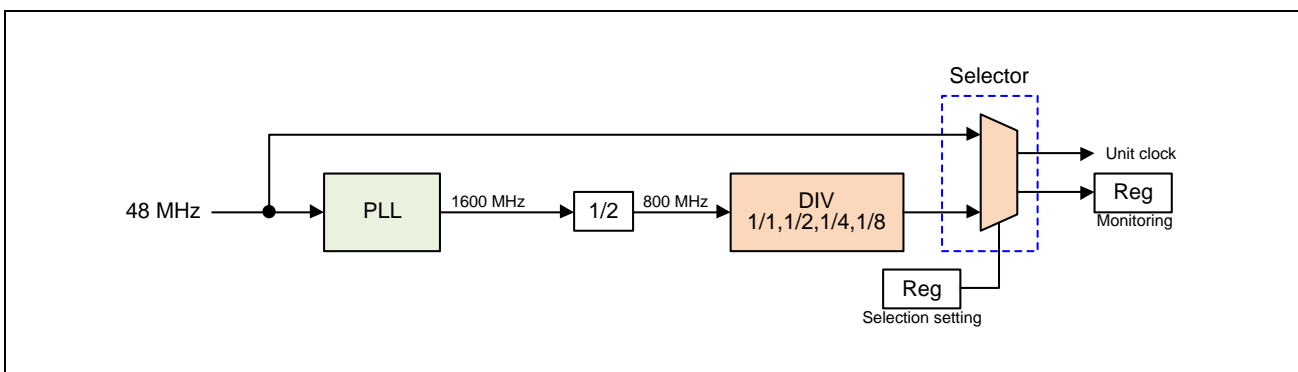 Selector
Unit clock
48 MHz
PLL
1600 MHz
1/2
800 MHz
DIV
1/1,1/2,1/4,1/8
Reg
Monitoring
Reg
Selection setting